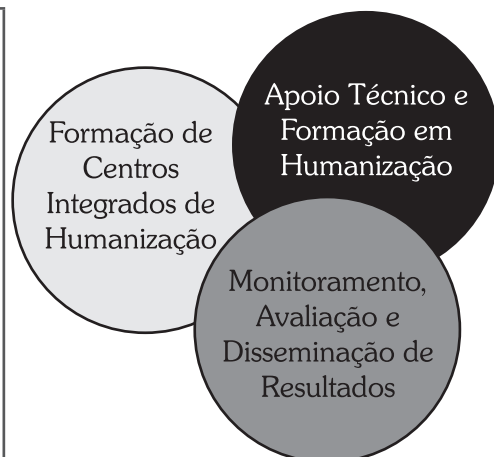 Formação de
Centros
Integrados de
Humanização
Apoio Técnico e
Formação em
Humanização
Monitoramento,
Avaliação e
Disseminação de
Resultados